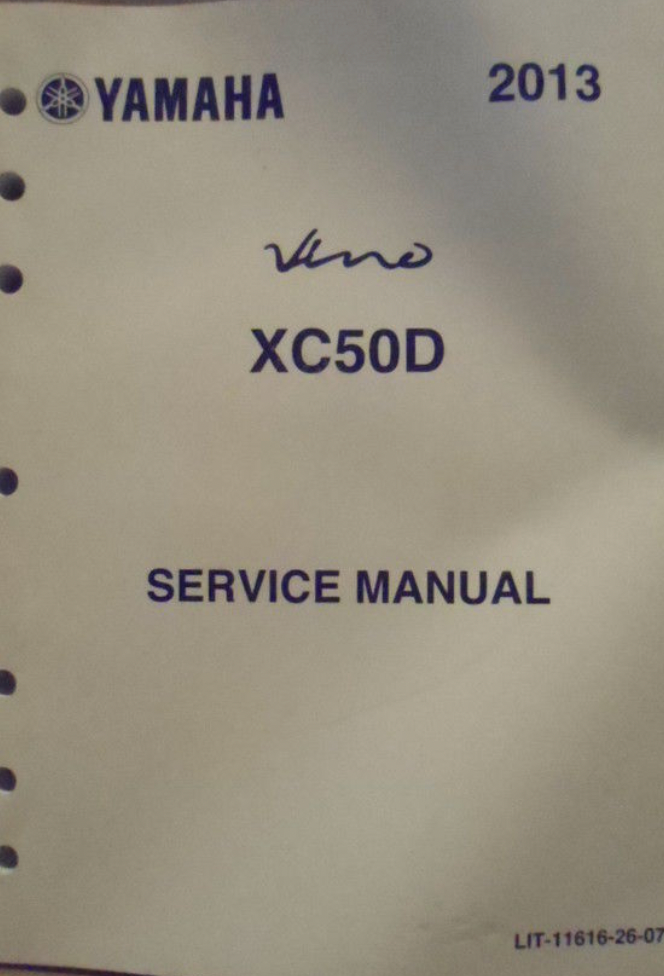 YAMAHA 2013
Vino
XC50D
SERVICE MANUAL
LIT-11616-26-07